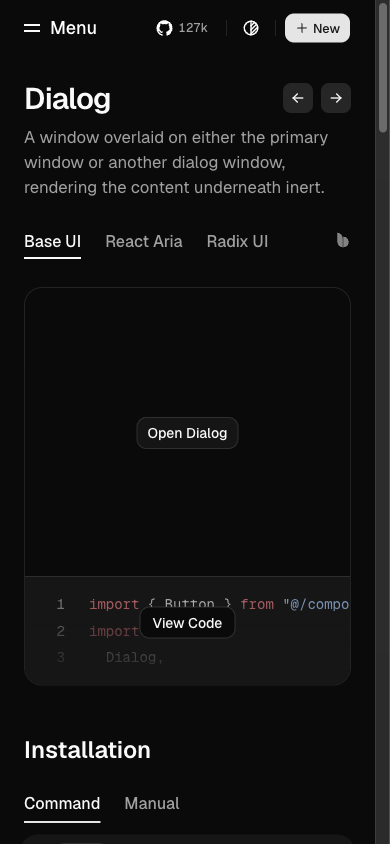 Menu
127k
New
Dialog
A window overlaid on either the primary
window or another dialog window,
rendering the content underneath inert.
Base UI
React Aria
Radix UI
Open Dialog
1 import { Button } from "@/compo
2 import
View Code
3 Dialog,
Installation
Command
Manual